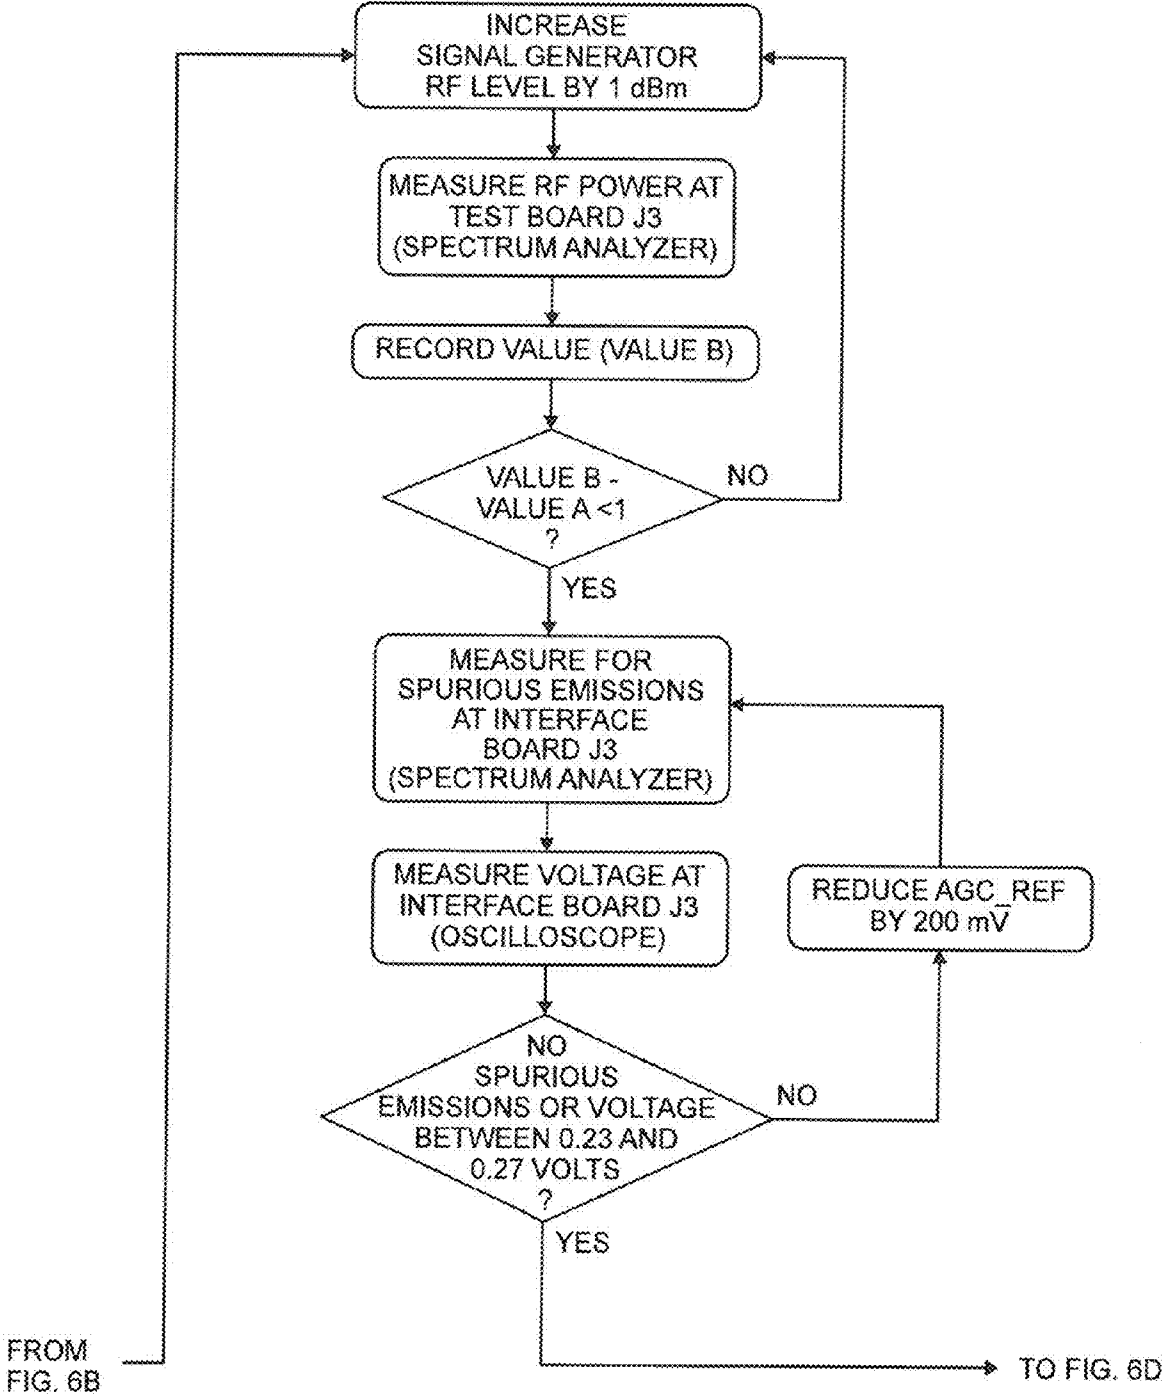 INCREASE
SIGNAL GENERATOR
RF LEVEL BY 1 dBm
MEASURE RF POWER AT
TEST BOARD J3
(SPECTRUM ANALYZER)
RECORD VALUE (VALUE B)
VALUE B -
VALUE A <1
?
NO
YES
MEASURE FOR
SPURIOUS EMISSIONS
AT INTERFACE
BOARD J3
(SPECTRUM ANALYZER)
MEASURE VOLTAGE AT
INTERFACE BOARD J3
(OSCILLOSCOPE)
REDUCE AGC_REF
BY 200 mV
NO
SPURIOUS
EMISSIONS OR VOLTAGE
BETWEEN 0.23 AND
0.27 VOLTS
?
NO
YES
FROM
FIG. 6B
TO FIG. 6D